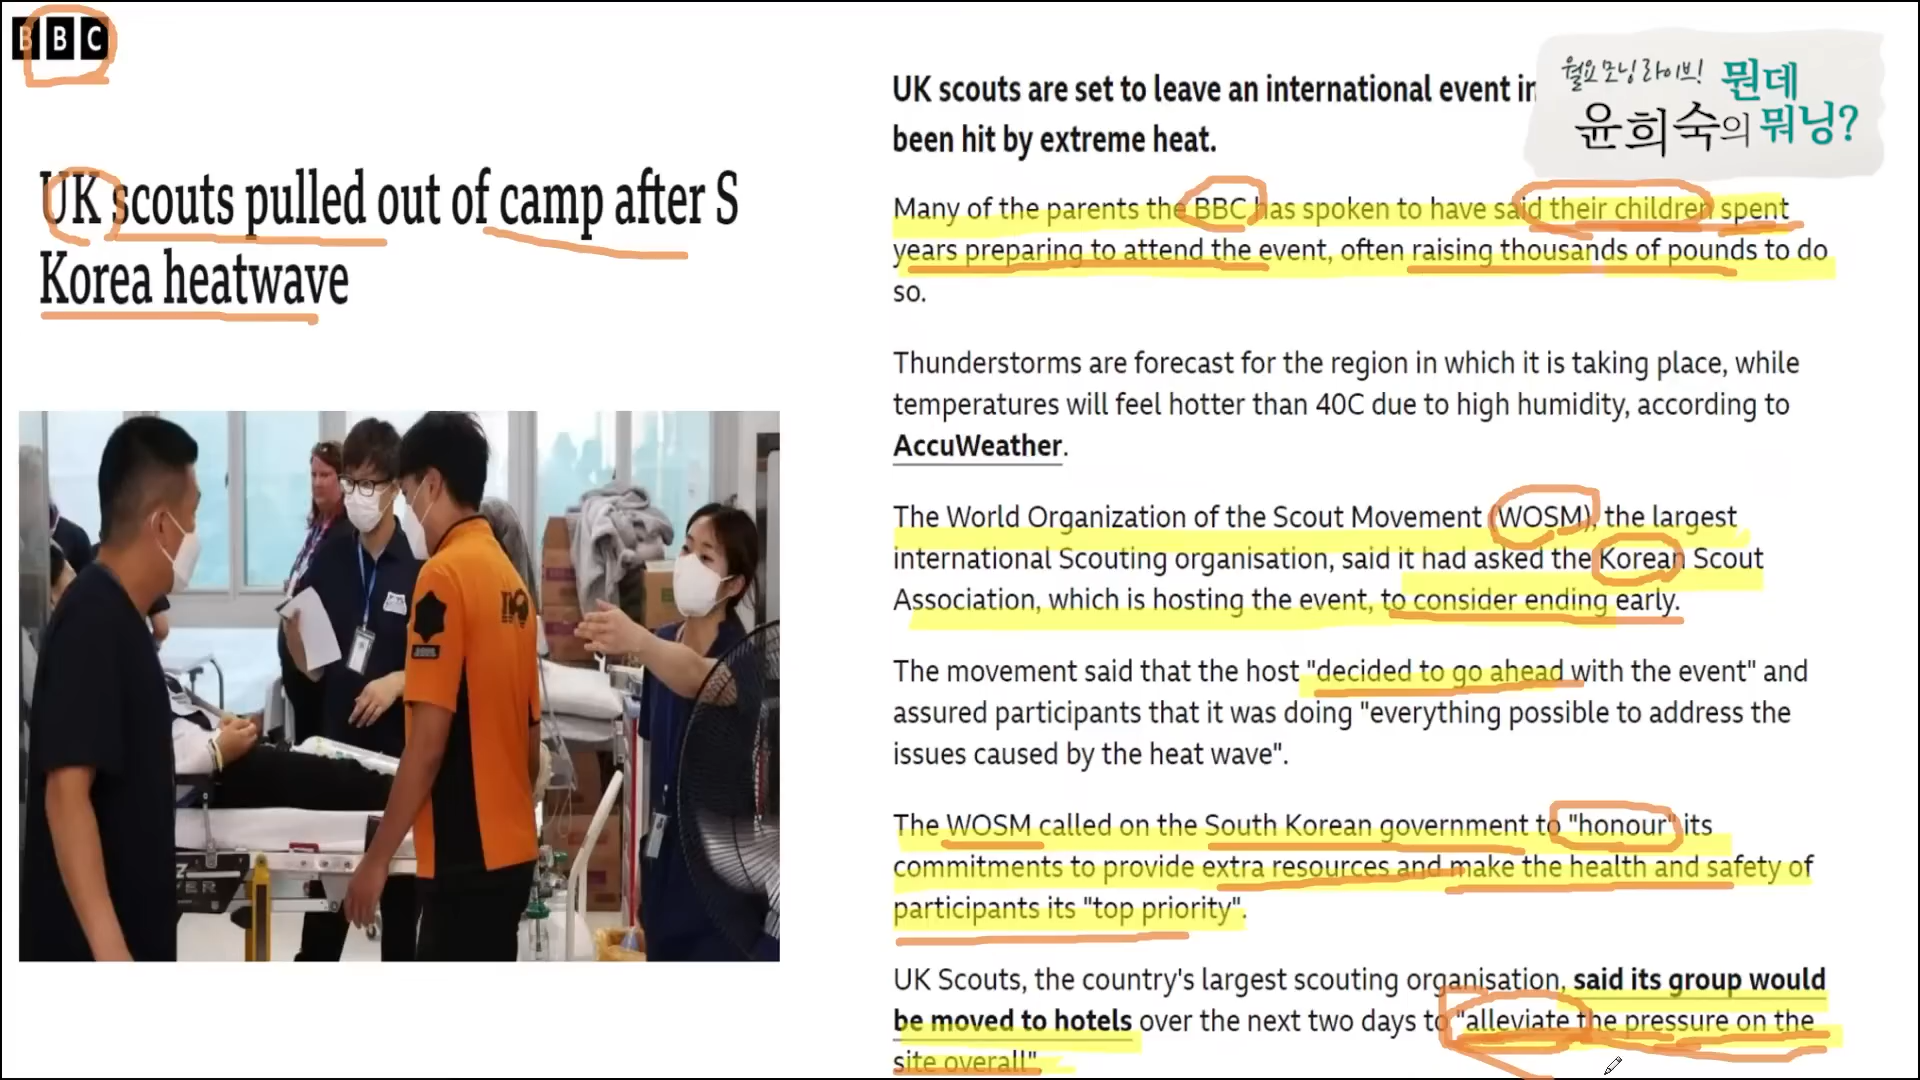 BBC
UK scouts pulled out of camp after S
Korea heatwave
UK scouts are set to leave an international event in
been hit by extreme heat.
월요 모닝 라이브! 뭔데
윤희숙의 뭐닝?
Many of the parents the BBC has spoken to have said their children spent
years preparing to attend the event, often raising thousands of pounds to do
so.
Thunderstorms are forecast for the region in which it is taking place, while
temperatures will feel hotter than 40C due to high humidity, according to
AccuWeather.
The World Organization of the Scout Movement (WOSM), the largest
international Scouting organisation, said it had asked the Korean Scout
Association, which is hosting the event, to consider ending early.
The movement said that the host "decided to go ahead with the event" and
assured participants that it was doing "everything possible to address the
issues caused by the heat wave".
The WOSM called on the South Korean government to "honour" its
commitments to provide extra resources and make the health and safety of
participants its "top priority".
UK Scouts, the country's largest scouting organisation, said its group would
be moved to hotels over the next two days to "alleviate the pressure on the
site overall".
119